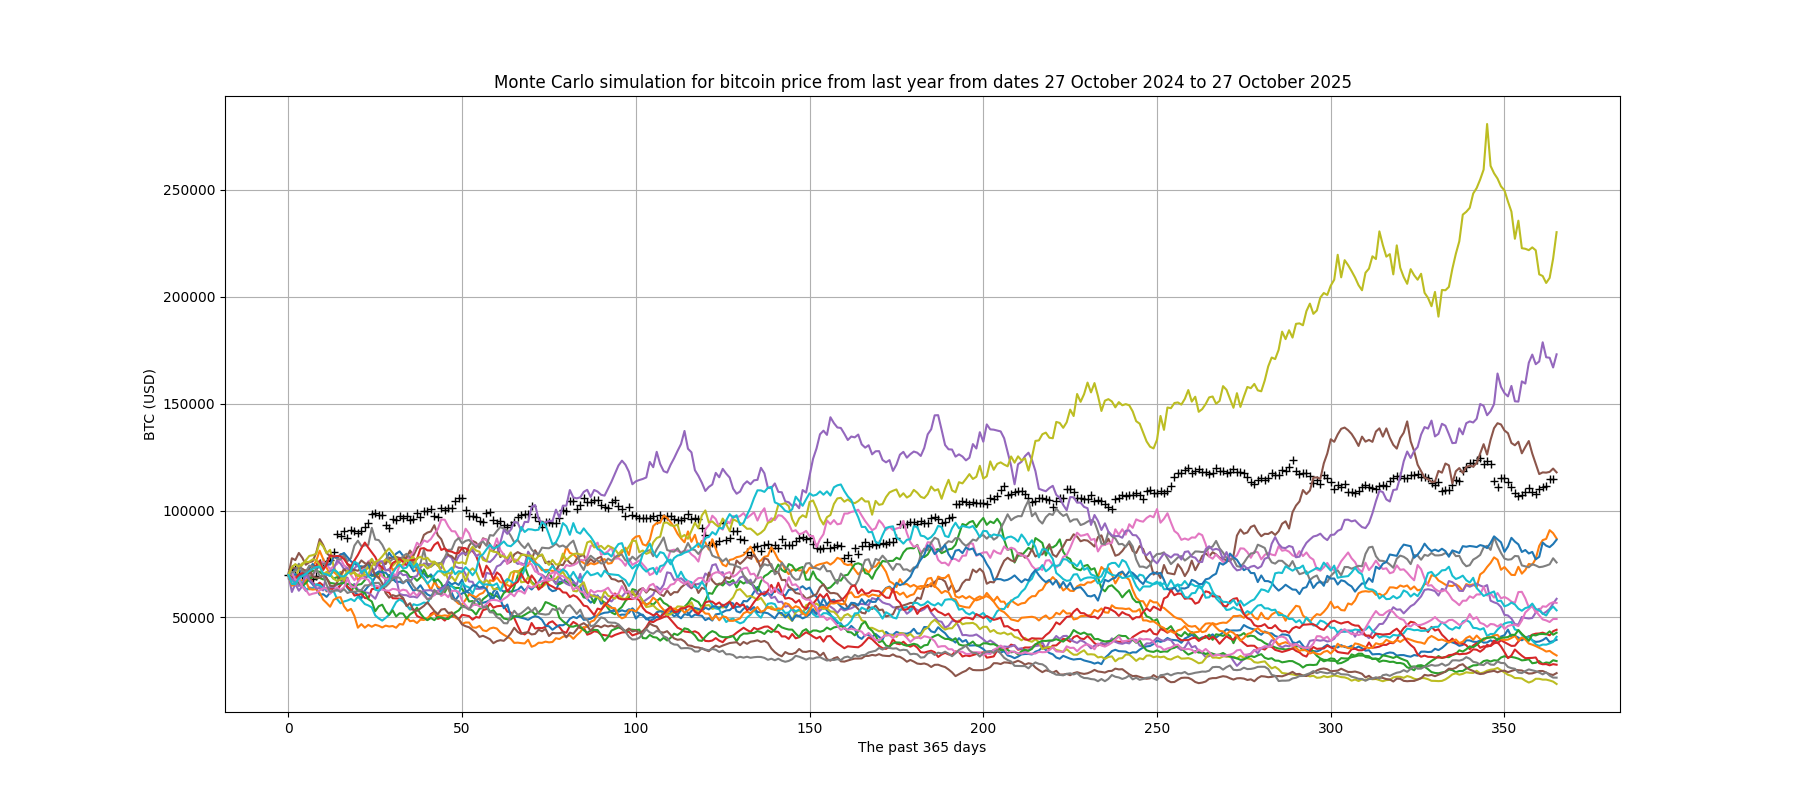 Monte Carlo simulation for bitcoin price from last year from dates 27 October 2024 to 27 October 2025
250000
200000
150000
100000
50000
BTC (USD)
0 50 100 150 200 250 300 350
The past 365 days